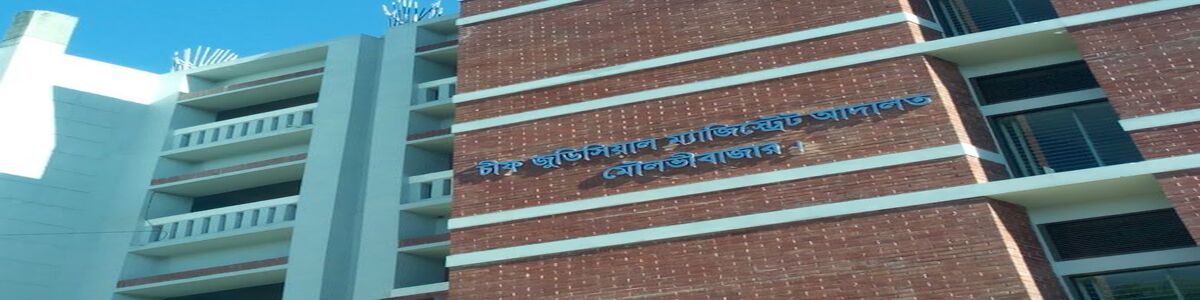 চীফ জুডিসিয়াল ম্যাজিস্ট্রেট আদালত
মৌলভীবাজার ।